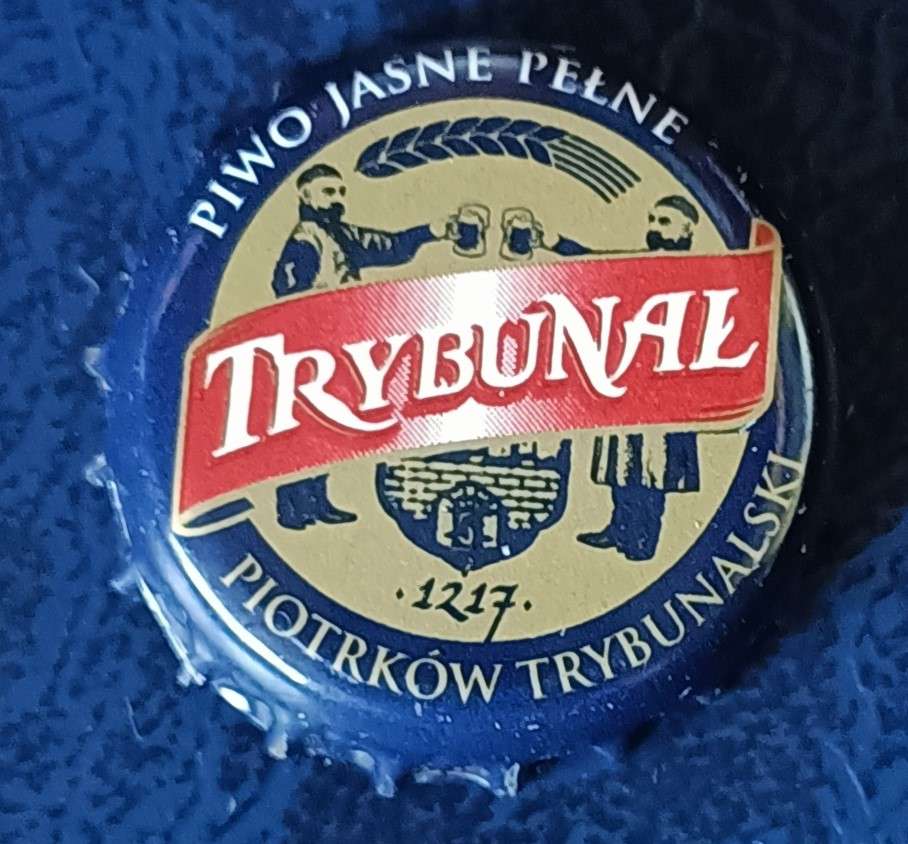 PIWO JASNE PEŁNE
TRYBUNAŁ
·1217·
PIOTRKÓW TRYBUNALSKI